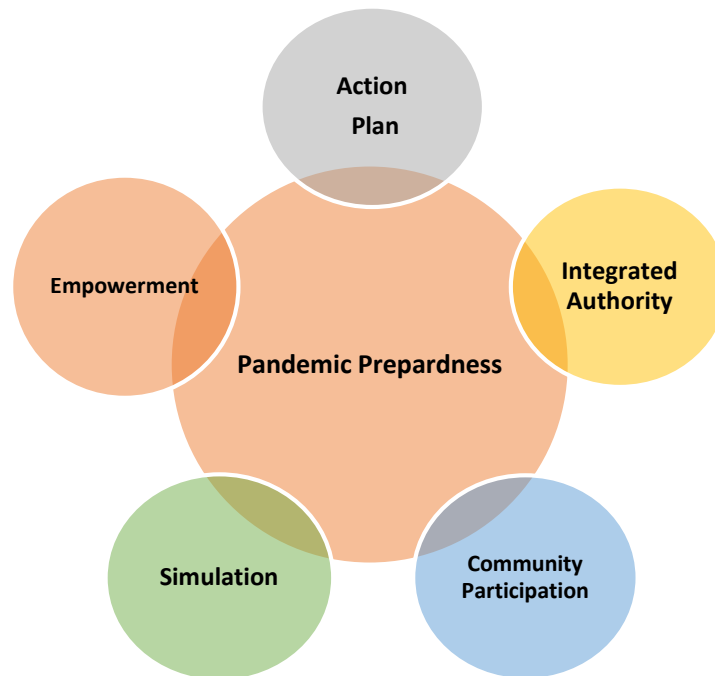 Action
Plan
Integrated
Authority
Empowerment
Pandemic Prepardness
Community
Participation
Simulation